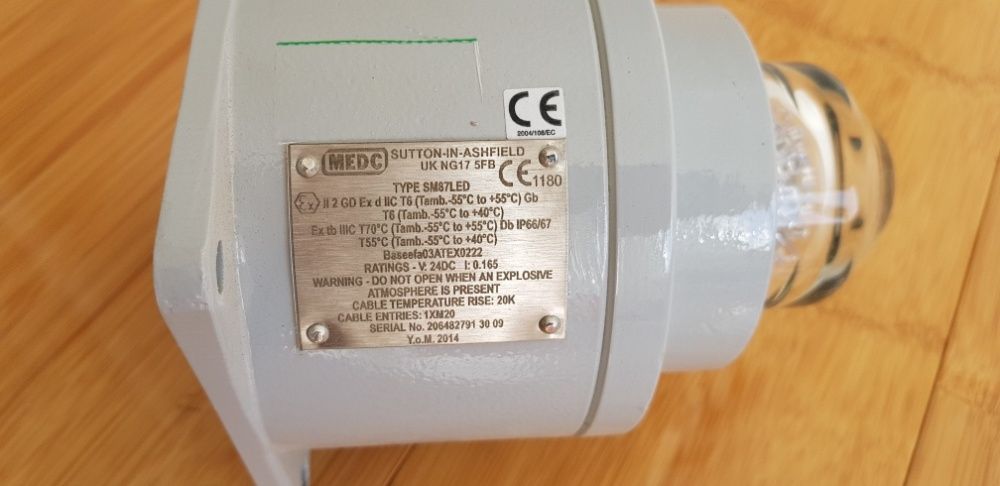 CE
2004/108/EC
MEDC SUTTON-IN-ASHFIELD
UK NG17 5FB
CE 1180
TYPE SM87LED
Ex II 2 GD Ex d IIC T6 (Tamb.-55°C to +55°C) Gb
T6 (Tamb.-55°C to +40°C)
Ex tb IIIC T70°C (Tamb.-55°C to +55°C) Db IP66/67
T55°C (Tamb.-55°C to +40°C)
Baseefa03ATEX0222
RATINGS - V: 24DC I: 0.165
WARNING - DO NOT OPEN WHEN AN EXPLOSIVE
ATMOSPHERE IS PRESENT
CABLE TEMPERATURE RISE: 20K
CABLE ENTRIES: 1XM20
SERIAL No. 206482791 30 09
Y.o.M. 2014